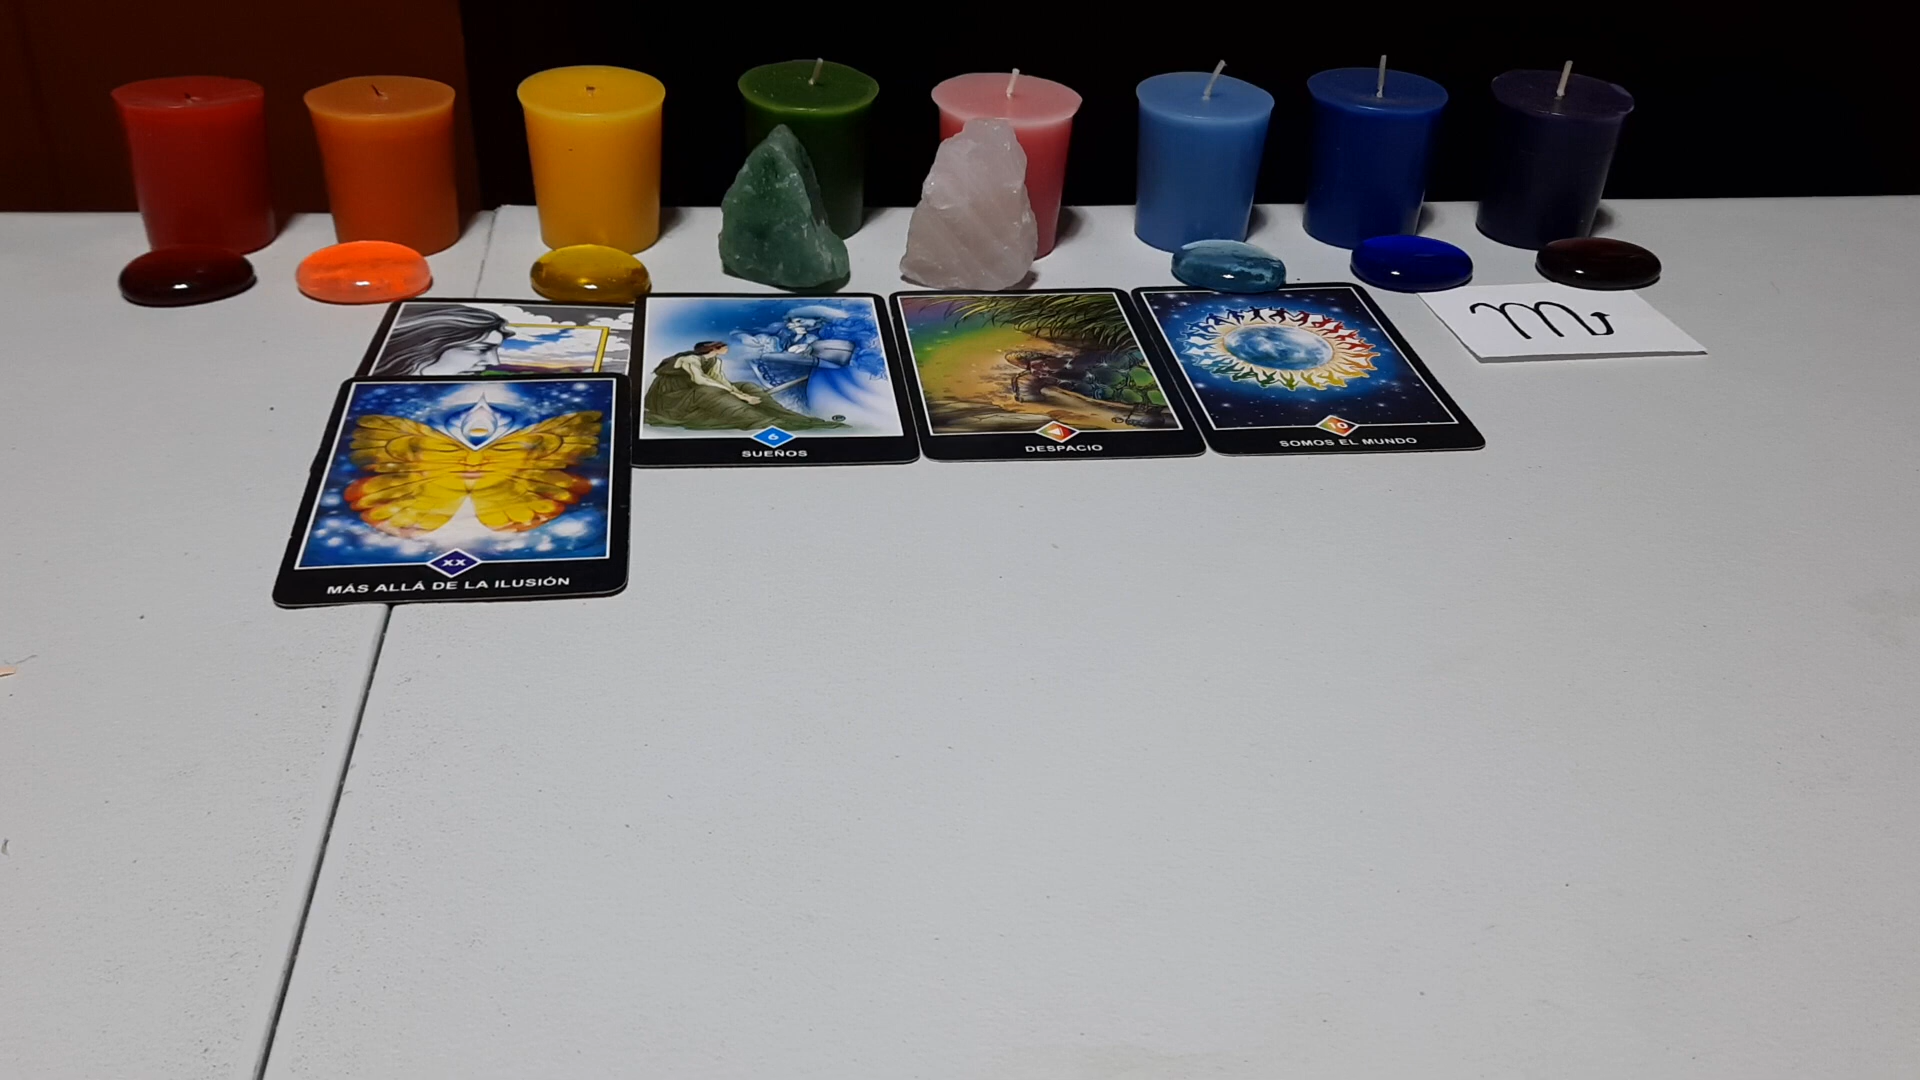 ♏
6
SUEÑOS
DESPACIO
10
SOMOS EL MUNDO
XX
MÁS ALLÁ DE LA ILUSIÓN